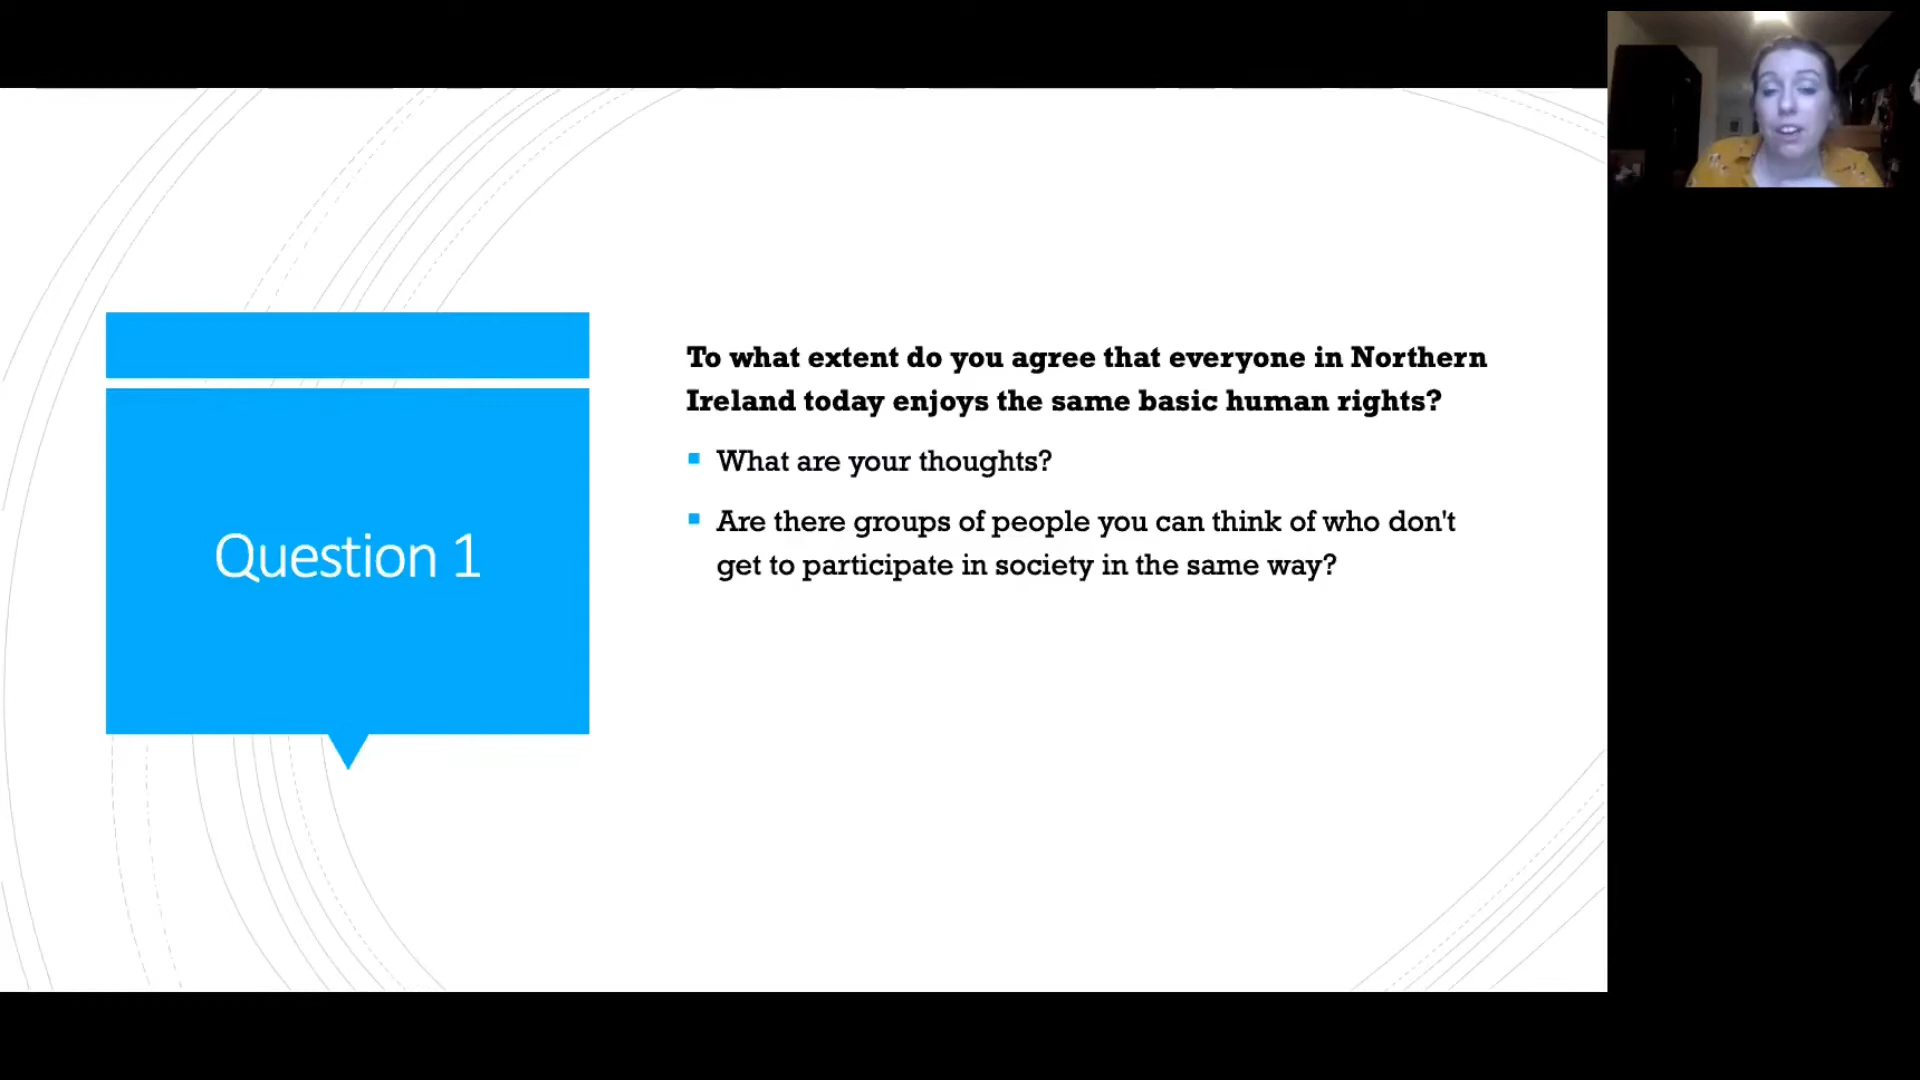 Question 1
To what extent do you agree that everyone in Northern
Ireland today enjoys the same basic human rights?
What are your thoughts?
Are there groups of people you can think of who don't
get to participate in society in the same way?